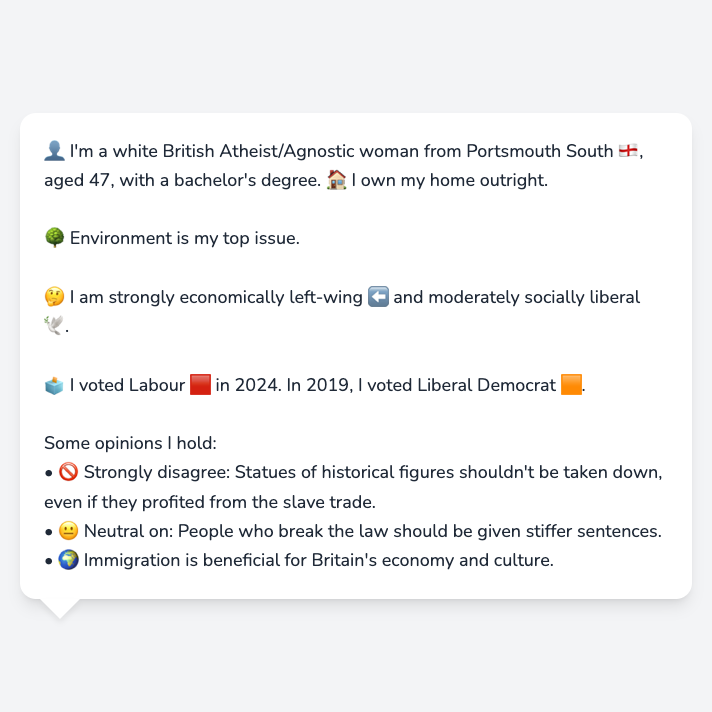 👤 I'm a white British Atheist/Agnostic woman from Portsmouth South 🏴󠁧󠁢󠁥󠁮󠁧󠁿,
aged 47, with a bachelor's degree. 🏠 I own my home outright.
🌳 Environment is my top issue.
🤔 I am strongly economically left-wing ⬅️ and moderately socially liberal
🕊️.
🗳️ I voted Labour 🟥 in 2024. In 2019, I voted Liberal Democrat 🟧.
Some opinions I hold:
• 🚫 Strongly disagree: Statues of historical figures shouldn't be taken down,
even if they profited from the slave trade.
• 😐 Neutral on: People who break the law should be given stiffer sentences.
• 🌍 Immigration is beneficial for Britain's economy and culture.